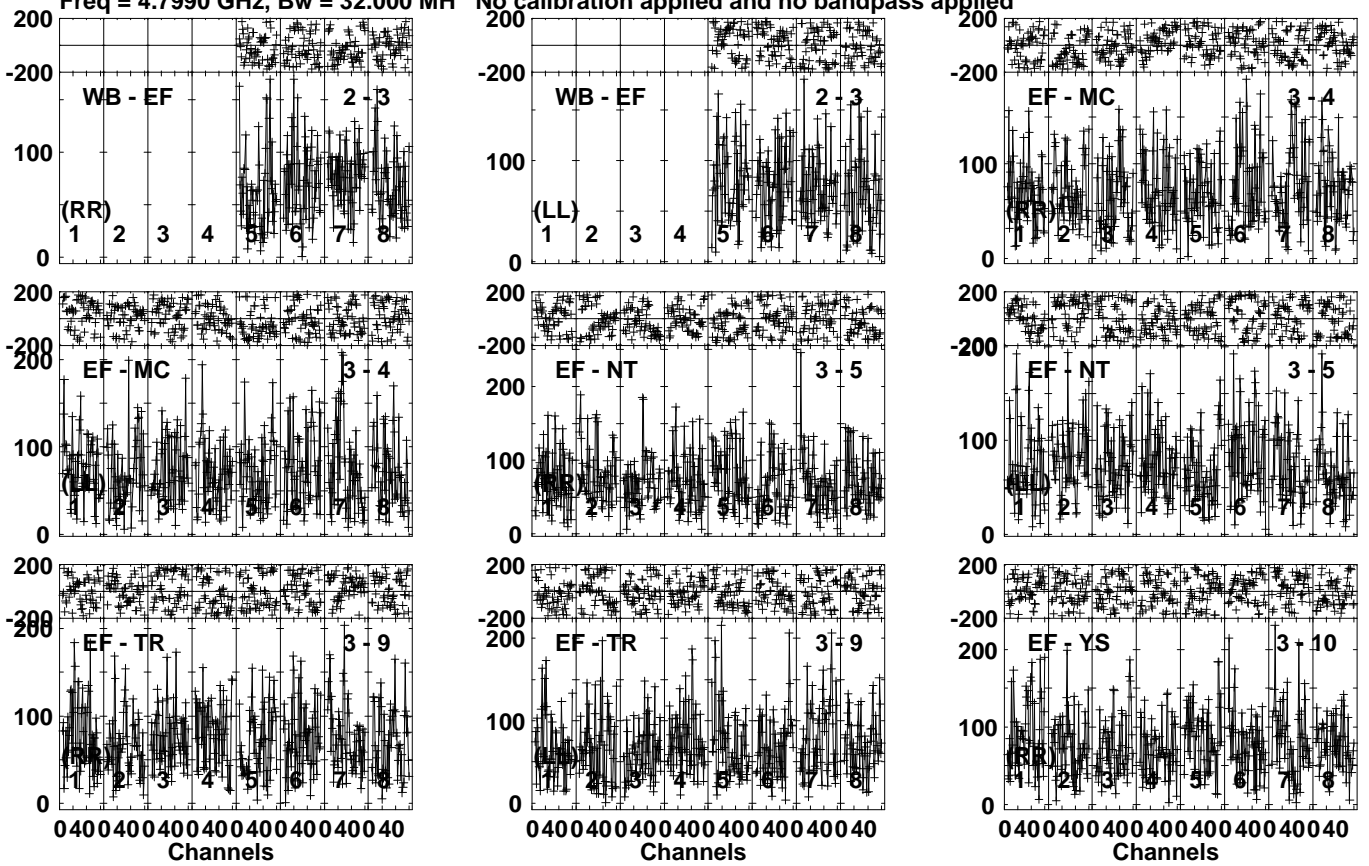 Freq = 4.7990 GHz, Bw = 32.000 MH No calibration applied and no bandpass applied
200
-200
WB - EF 2 - 3
100
(RR)
1 2 3 4 5 6 7 8
0
200
-200
WB - EF 2 - 3
100
(LL)
1 2 3 4 5 6 7 8
0
200
-200
EF - MC 3 - 4
100
(RR)
1 2 3 4 5 6 7 8
0
200
-200
200
EF - MC 3 - 4
100
(LL)
1 2 3 4 5 6 7 8
0
200
-200
200
EF - NT 3 - 5
100
(RR)
1 2 3 4 5 6 7 8
0
200
-200
200
EF - NT 3 - 5
100
(LL)
1 2 3 4 5 6 7 8
0
200
-200
200
EF - TR 3 - 9
100
(RR)
1 2 3 4 5 6 7 8
0
200
-200
200
EF - TR 3 - 9
100
(LL)
1 2 3 4 5 6 7 8
0
200
-200
200
EF - YS 3 - 10
100
(RR)
1 2 3 4 5 6 7 8
0
0 40 0 40 0 40 0 40 0 40 0 40 0 40 0 40
Channels
0 40 0 40 0 40 0 40 0 40 0 40 0 40 0 40
Channels
0 40 0 40 0 40 0 40 0 40 0 40 0 40 0 40
Channels